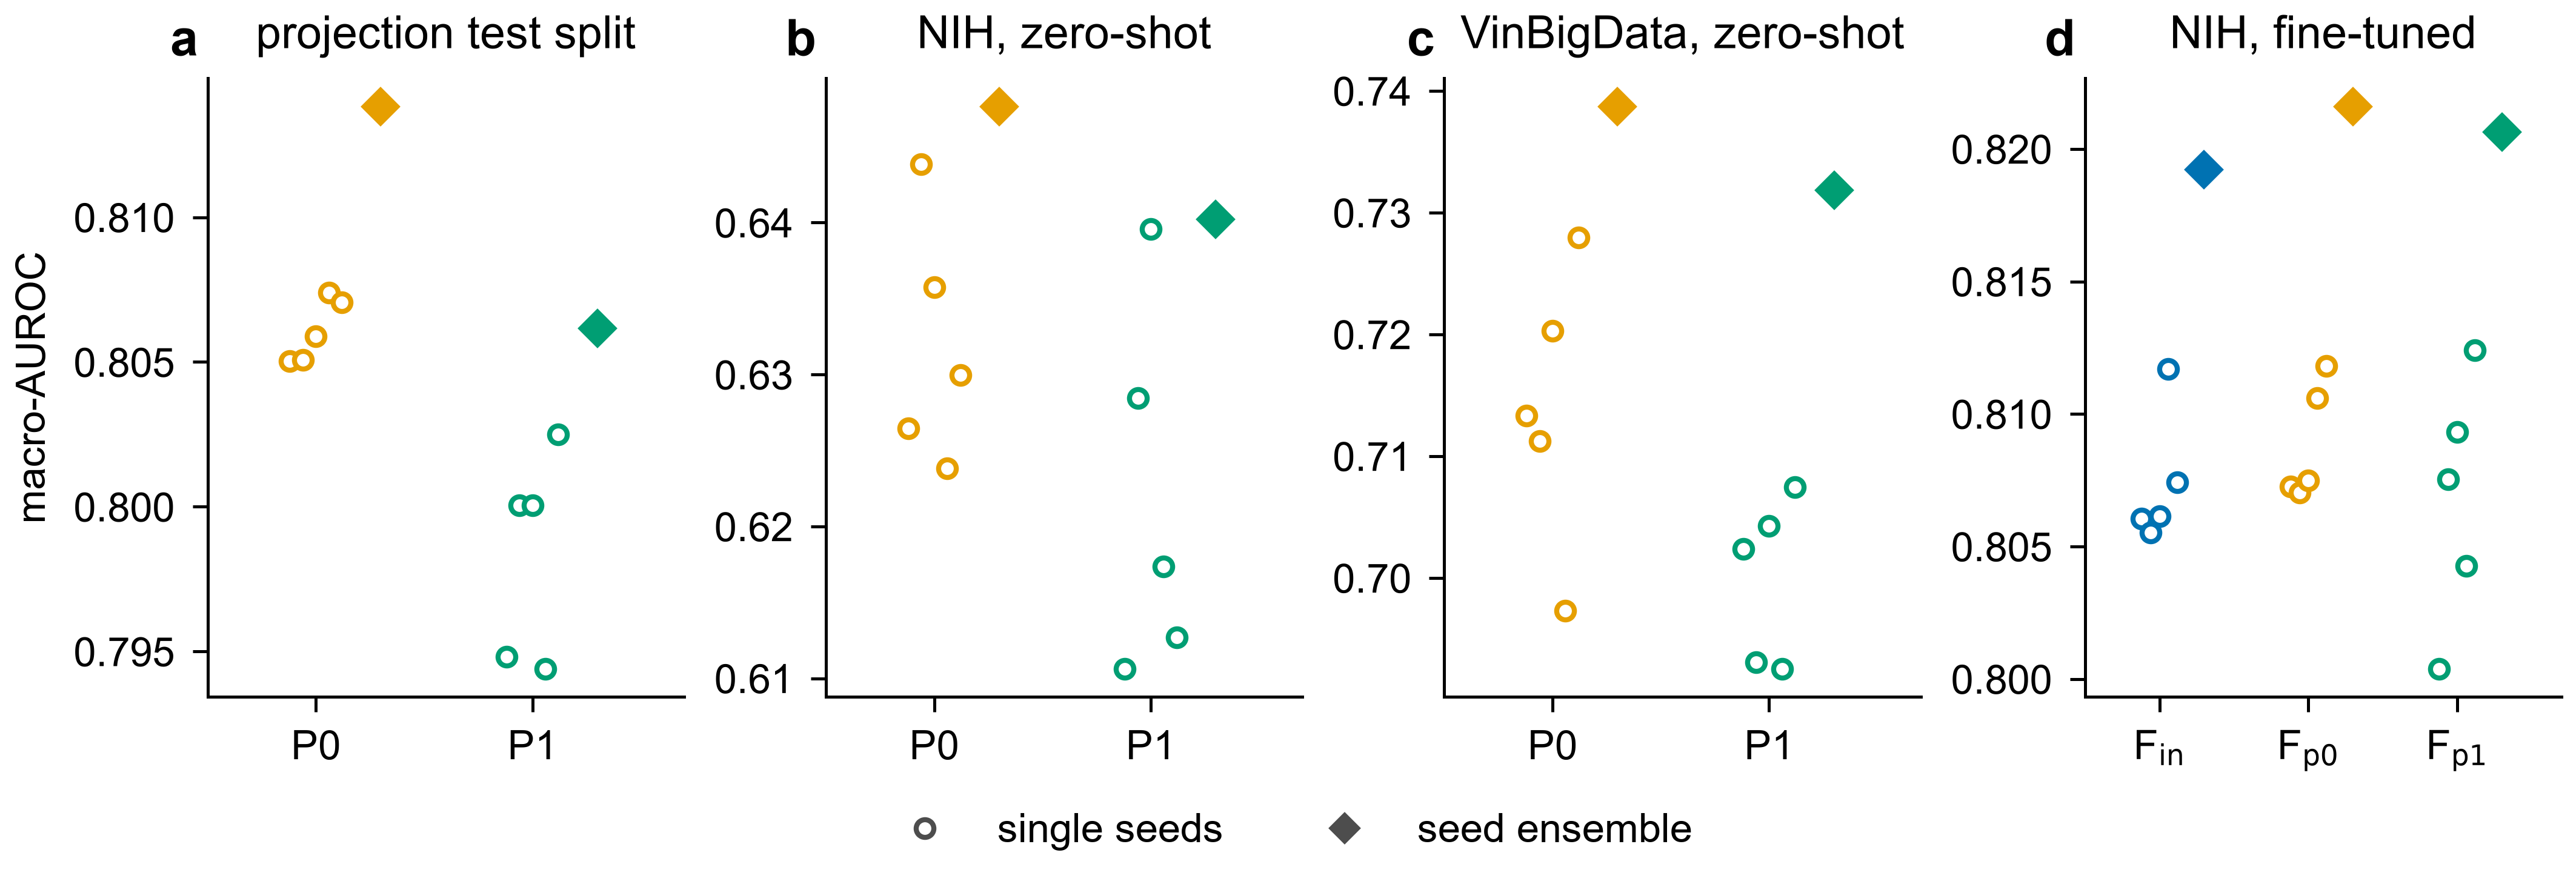 a projection test split
macro-AUROC
0.810
0.805
0.800
0.795
P0 P1
b NIH, zero-shot
0.64
0.63
0.62
0.61
P0 P1
c VinBigData, zero-shot
0.74
0.73
0.72
0.71
0.70
P0 P1
d NIH, fine-tuned
0.820
0.815
0.810
0.805
0.800
F_in F_p0 F_p1
single seeds seed ensemble